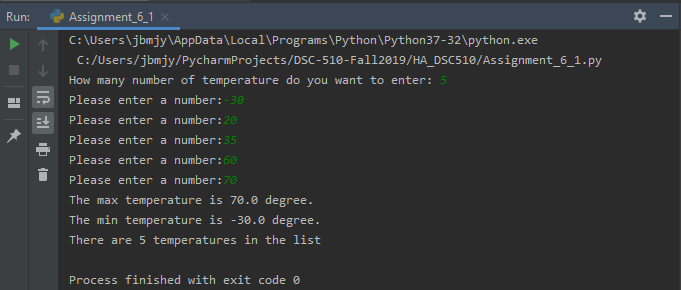 Run:
Assignment_6_1
C:\Users\jbmjy\AppData\Local\Programs\Python\Python37-32\python.exe
C:/Users/jbmjy/PycharmProjects/DSC-510-Fall2019/HA_DSC510/Assignment_6_1.py
How many number of temperature do you want to enter: 5
Please enter a number:-30
Please enter a number:20
Please enter a number:35
Please enter a number:60
Please enter a number:70
The max temperature is 70.0 degree.
The min temperature is -30.0 degree.
There are 5 temperatures in the list
Process finished with exit code 0